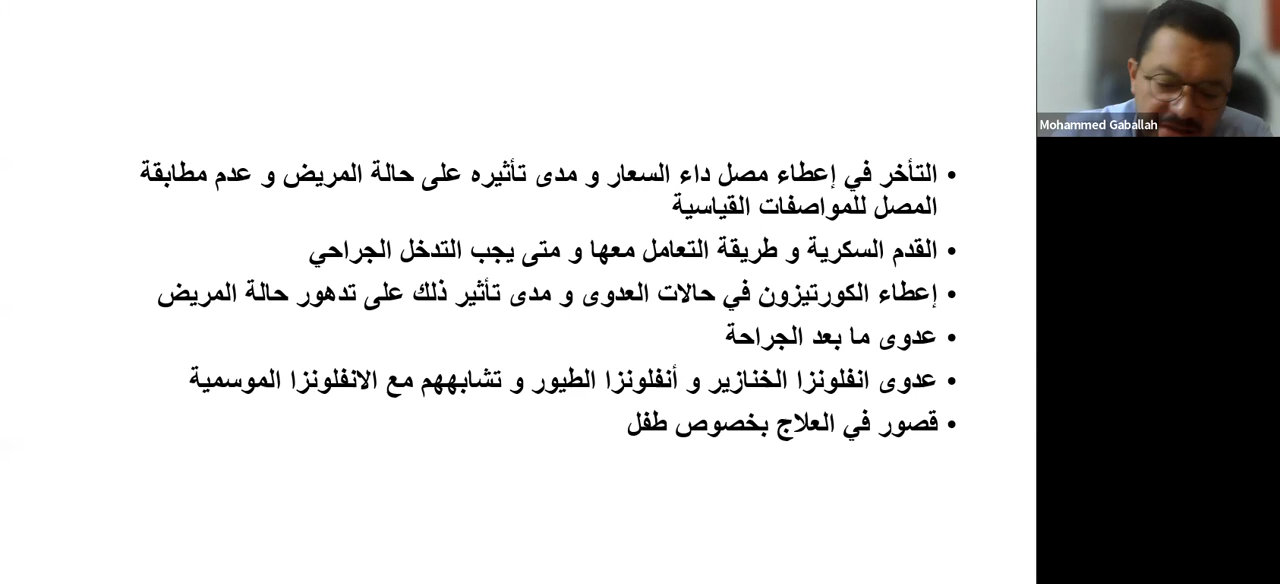 • التأخر في إعطاء مصل داء السعار و مدى تأثيره على حالة المريض و عدم مطابقة
المصل للمواصفات القياسية
• القدم السكرية و طريقة التعامل معها و متى يجب التدخل الجراحي
• إعطاء الكورتيزون في حالات العدوى و مدى تأثير ذلك على تدهور حالة المريض
• عدوى ما بعد الجراحة
• عدوى انفلونزا الخنازير و أنفلونزا الطيور و تشابههم مع الانفلونزا الموسمية
• قصور في العلاج بخصوص طفل
Mohammed Gaballah